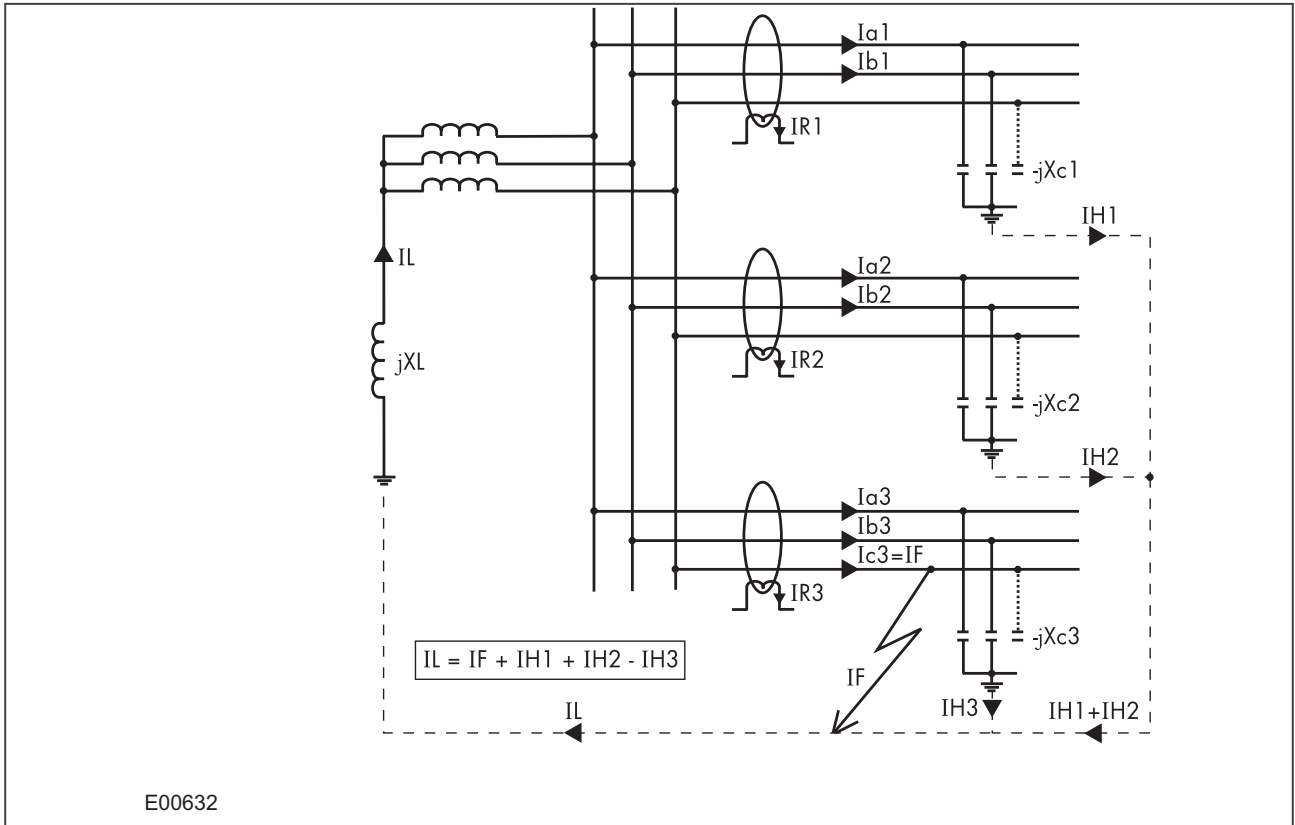 Ia1
Ib1
IR1
-jXc1
IH1
IL
Ia2
Ib2
jXL
IR2
-jXc2
IH2
Ia3
Ib3
Ic3=IF
IR3
-jXc3
IL = IF + IH1 + IH2 - IH3
IF
IH3
IH1+IH2
IL
E00632